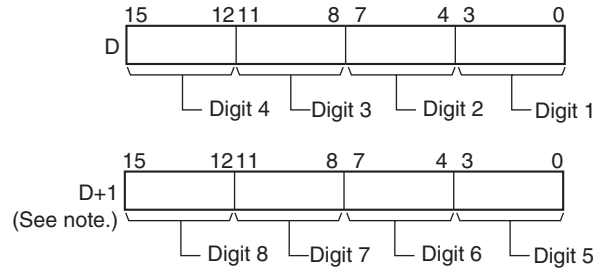 15 12 11 8 7 4 3 0
D
Digit 4 Digit 3 Digit 2 Digit 1
15 12 11 8 7 4 3 0
D+1
(See note.)
Digit 8 Digit 7 Digit 6 Digit 5